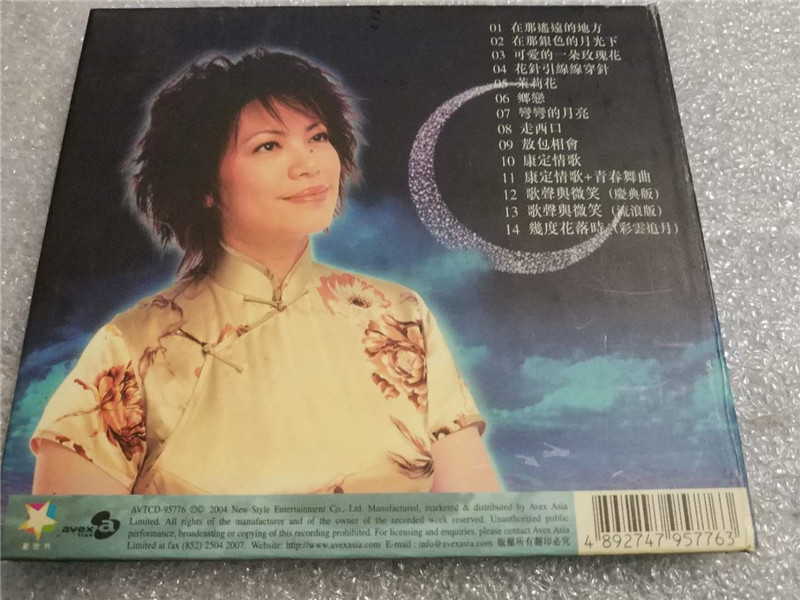 01 在那遙遠的地方
02 在那銀色的月光下
03 可愛的一朵玫瑰花
04 花針引線線穿針
05 茉莉花
06 鄉戀
07 彎彎的月亮
08 走西口
09 敖包相會
10 康定情歌
11 康定情歌+青春舞曲
12 歌聲與微笑 (慶典版)
13 歌聲與微笑 (流浪版)
14 幾度花落時 (彩雲追月)
AVTCD-95776 ℗© 2004 New-Style Entertainment Co., Ltd. Manufactured, marketed & distributed by Avex Asia
Limited. All rights of the manufacturer and of the owner of the recorded work reserved. Unauthorized public
performance, broadcasting or copying of this recording prohibited. For licensing and enquiries, please contact Avex Asia
Limited at fax (852) 2504 2007. Website: http://www.avexasia.com E-mail: info@avexasia.com 版權所有翻印必究
avex
trax
4 892747 957763